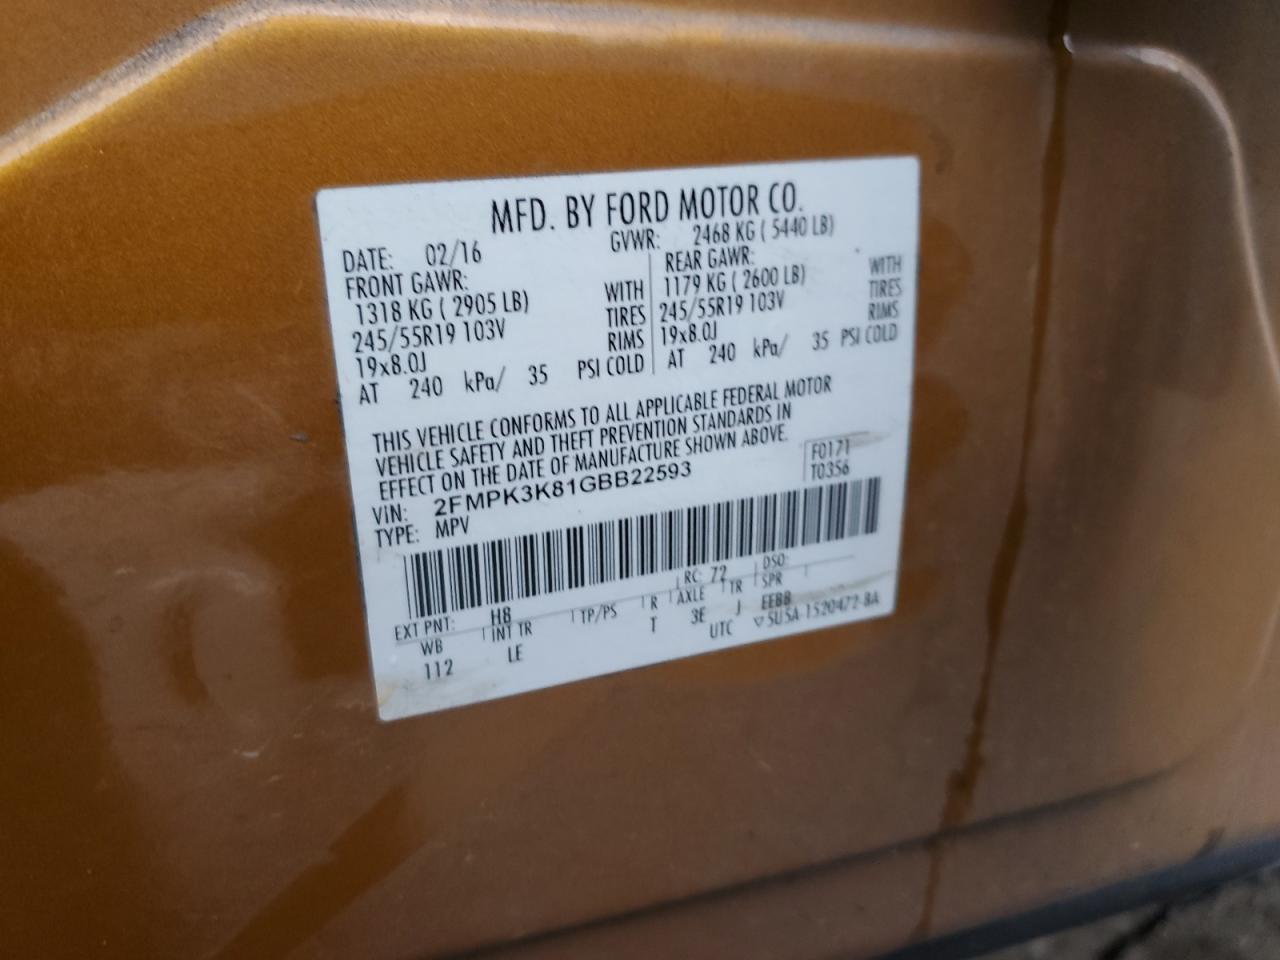 MFD. BY FORD MOTOR CO.
DATE: 02/16 GVWR: 2468 KG ( 5440 LB)
FRONT GAWR: REAR GAWR:
1318 KG ( 2905 LB) WITH 1179 KG ( 2600 LB) WITH
245/55R19 103V TIRES 245/55R19 103V TIRES
19x8.0J RIMS 19x8.0J RIMS
AT 240 kPa/ 35 PSI COLD AT 240 kPa/ 35 PSI COLD
THIS VEHICLE CONFORMS TO ALL APPLICABLE FEDERAL MOTOR
VEHICLE SAFETY AND THEFT PREVENTION STANDARDS IN
EFFECT ON THE DATE OF MANUFACTURE SHOWN ABOVE.
VIN: 2FMPK3K81GBB22593 F0171
TYPE: MPV T0356
EXT PNT: H8 RC: 72 DSO:
WB INT TR TP/PS R AXLE TR SPR
112 LE T 3E J EEBB
UTC ▽5U5A-1520472-BA